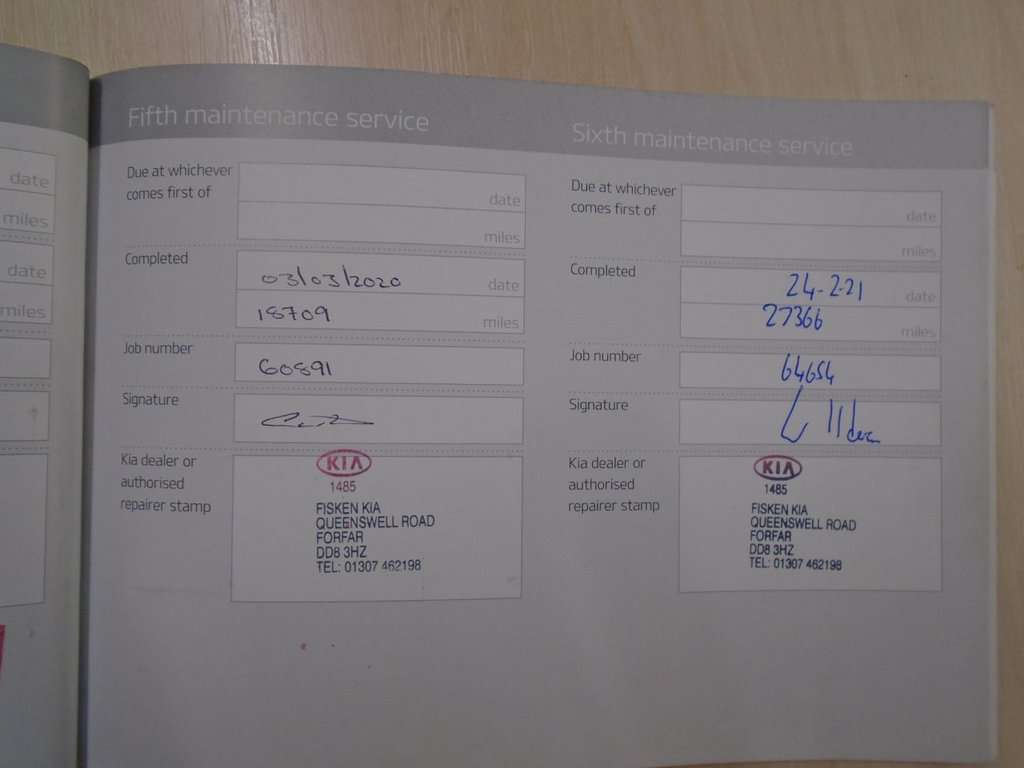 date
miles
date
miles
Fifth maintenance service
Due at whichever
comes first of
date
miles
Completed
03/03/2020
date
18709
miles
Job number
60891
Signature
Kia dealer or
authorised
repairer stamp
KIA
1485
FISKEN KIA
QUEENSWELL ROAD
FORFAR
DD8 3HZ
TEL: 01307 462198
Sixth maintenance service
Due at whichever
comes first of
date
miles
Completed
24-2-21
date
27366
miles
Job number
64654
Signature
Kia dealer or
authorised
repairer stamp
KIA
1485
FISKEN KIA
QUEENSWELL ROAD
FORFAR
DD8 3HZ
TEL: 01307 462198